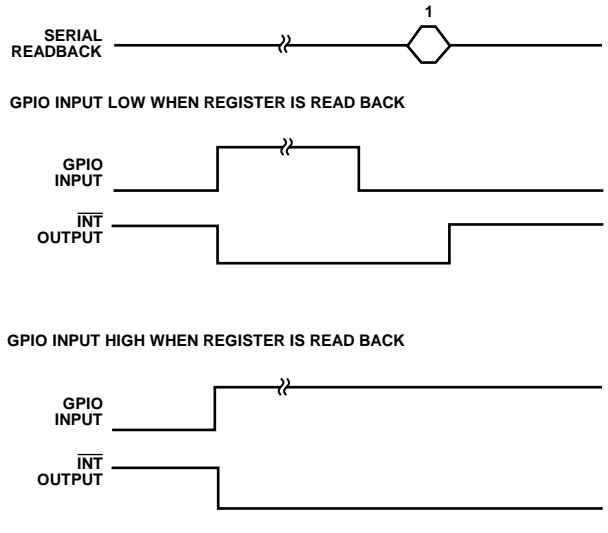 1
SERIAL
READBACK
GPIO INPUT LOW WHEN REGISTER IS READ BACK
GPIO
INPUT
INT
OUTPUT
GPIO INPUT HIGH WHEN REGISTER IS READ BACK
GPIO
INPUT
INT
OUTPUT